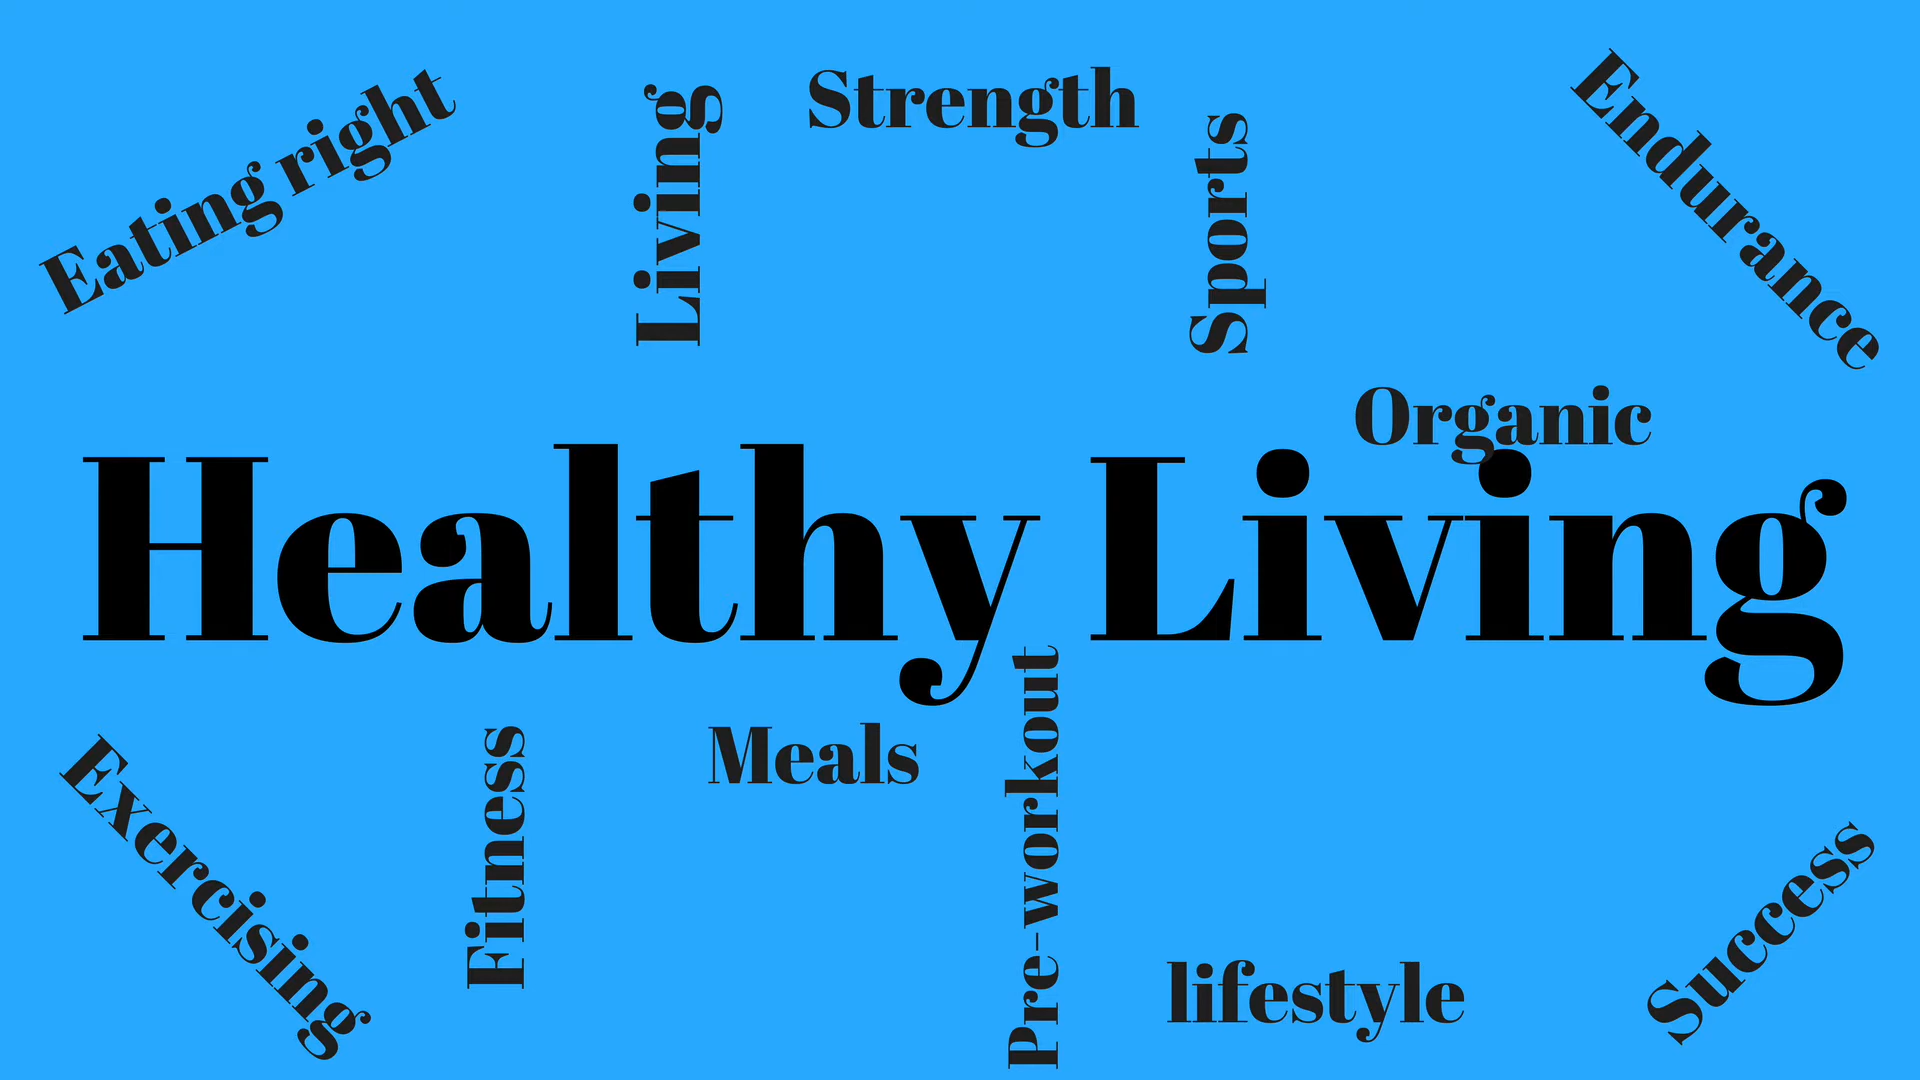 Eating right
Living
Strength
Sports
Endurance
Organic
Healthy Living
Exercising
Fitness
Meals
Pre-workout
lifestyle
Success